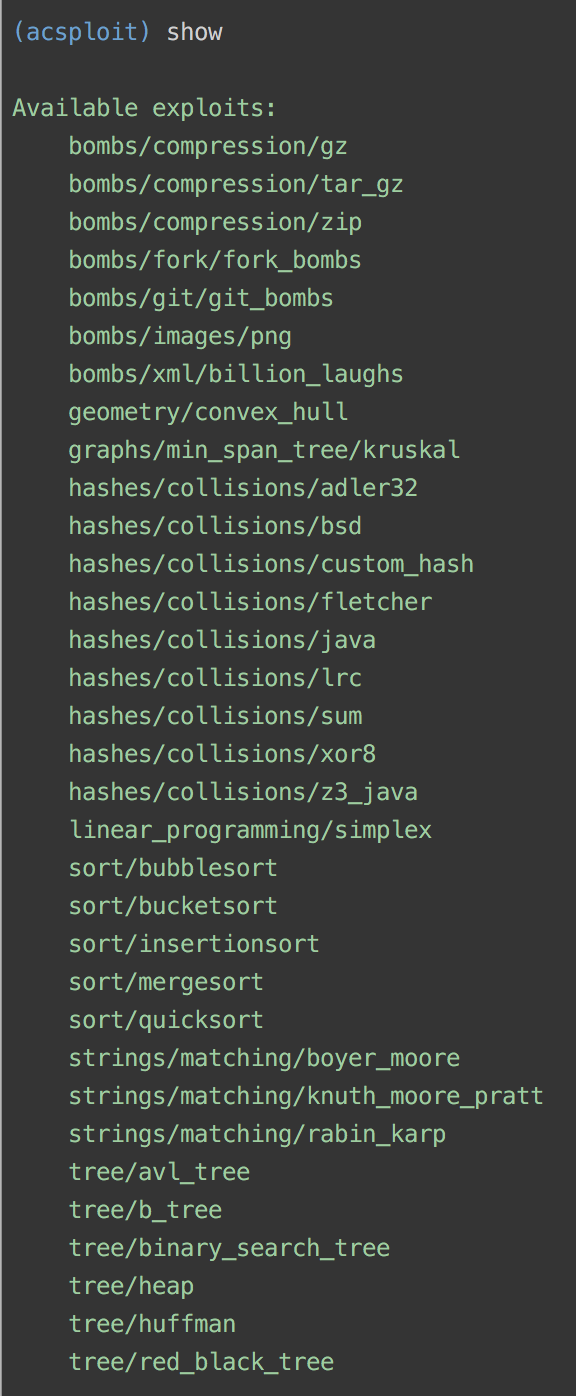 (acsploit) show
Available exploits:
bombs/compression/gz
bombs/compression/tar_gz
bombs/compression/zip
bombs/fork/fork_bombs
bombs/git/git_bombs
bombs/images/png
bombs/xml/billion_laughs
geometry/convex_hull
graphs/min_span_tree/kruskal
hashes/collisions/adler32
hashes/collisions/bsd
hashes/collisions/custom_hash
hashes/collisions/fletcher
hashes/collisions/java
hashes/collisions/lrc
hashes/collisions/sum
hashes/collisions/xor8
hashes/collisions/z3_java
linear_programming/simplex
sort/bubblesort
sort/bucketsort
sort/insertionsort
sort/mergesort
sort/quicksort
strings/matching/boyer_moore
strings/matching/knuth_moore_pratt
strings/matching/rabin_karp
tree/avl_tree
tree/b_tree
tree/binary_search_tree
tree/heap
tree/huffman
tree/red_black_tree